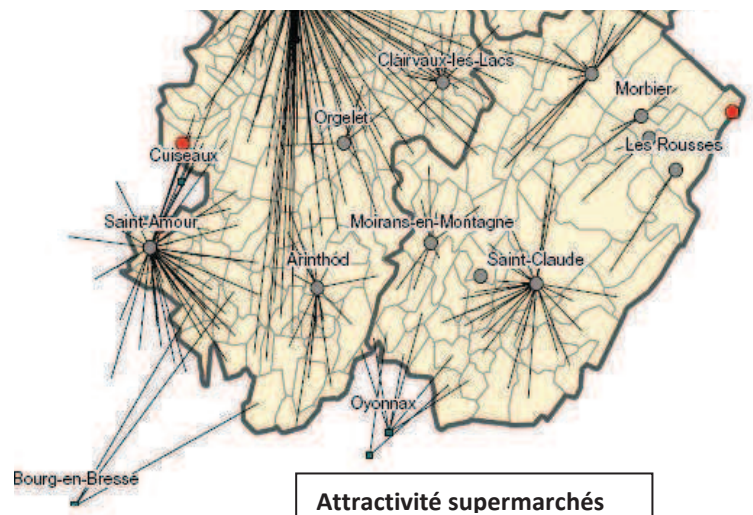 Clairvaux-les-Lacs
Morbier
Orgelet
Les Rousses
Cuiseaux
Saint-Amour
Moirans-en-Montagne
Arinthod
Saint-Claude
Oyonnax
Bourg-en-Bresse
Attractivité supermarchés